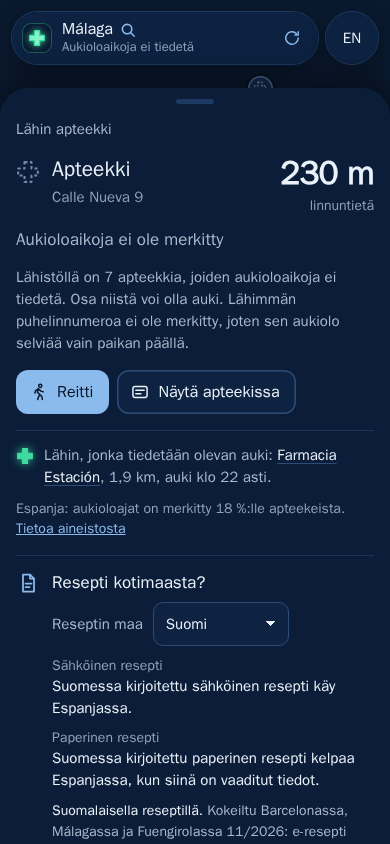 Málaga
Aukioloaikoja ei tiedetä
EN
Lähin apteekki
Apteekki
230 m
Calle Nueva 9
linnuntietä
Aukioloaikoja ei ole merkitty
Lähistöllä on 7 apteekkia, joiden aukioloaikoja ei
tiedetä. Osa niistä voi olla auki. Lähimmän
puhelinnumeroa ei ole merkitty, joten sen aukiolo
selviää vain paikan päällä.
Reitti
Näytä apteekissa
Lähin, jonka tiedetään olevan auki: Farmacia
Estación, 1,9 km, auki klo 22 asti.
Espanja: aukioloajat on merkitty 18 %:lle apteekeista.
Tietoa aineistosta
Resepti kotimaasta?
Reseptin maa
Suomi
Sähköinen resepti
Suomessa kirjoitettu sähköinen resepti käy
Espanjassa.
Paperinen resepti
Suomessa kirjoitettu paperinen resepti kelpaa
Espanjassa, kun siinä on vaaditut tiedot.
Suomalaisella reseptillä. Kokeiltu Barcelonassa,
Málagassa ja Fuengirolassa 11/2026: e-resepti